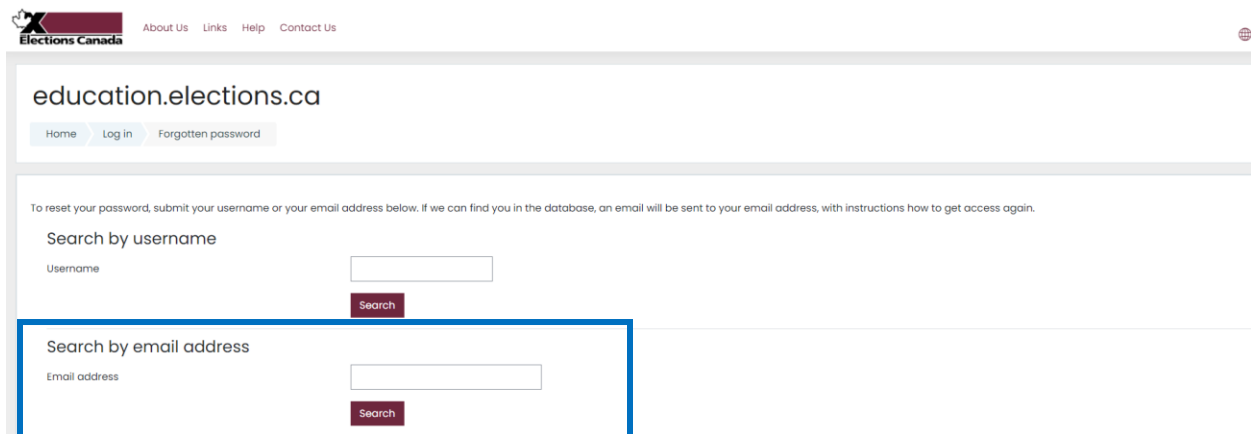 Elections Canada
About Us Links Help Contact Us
education.elections.ca
Home Log in Forgotten password
To reset your password, submit your username or your email address below. If we can find you in the database, an email will be sent to your email address, with instructions how to get access again.
Search by username
Username
Search
Search by email address
Email address
Search